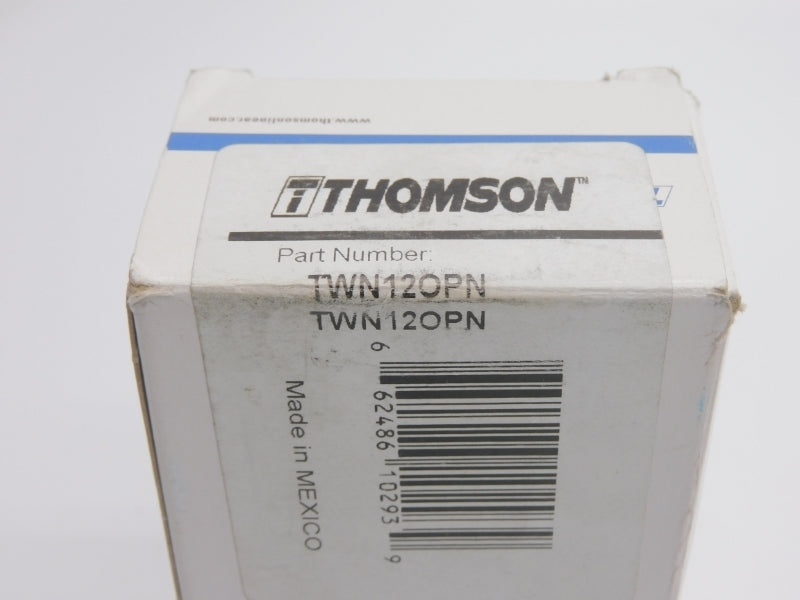 www.thomsonlinear.com
THOMSON™
Part Number:
TWN12OPN
TWN12OPN
6 62486 10293 9
Made in MEXICO